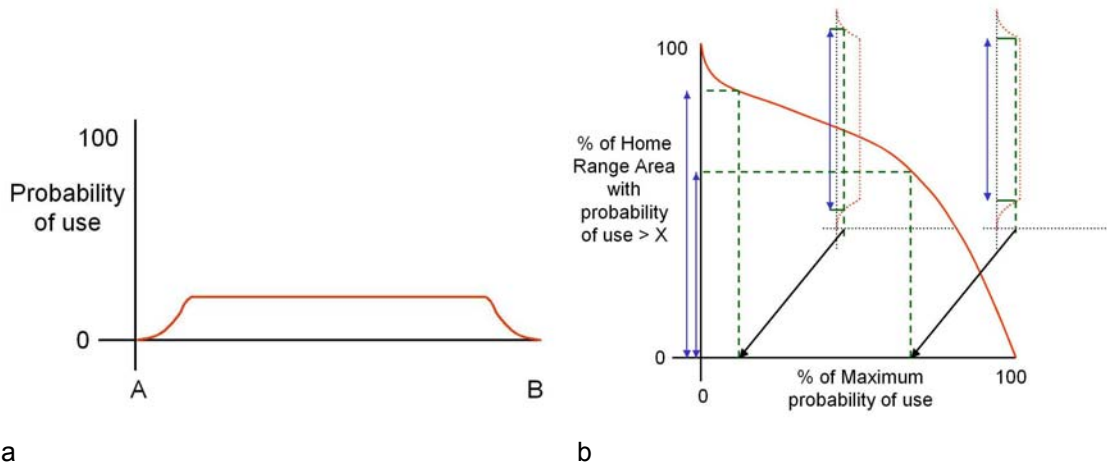 100
Probability
of use
0
A
B
a
100
% of Home
Range Area
with
probability
of use > X
0
0
% of Maximum
probability of use
100
b